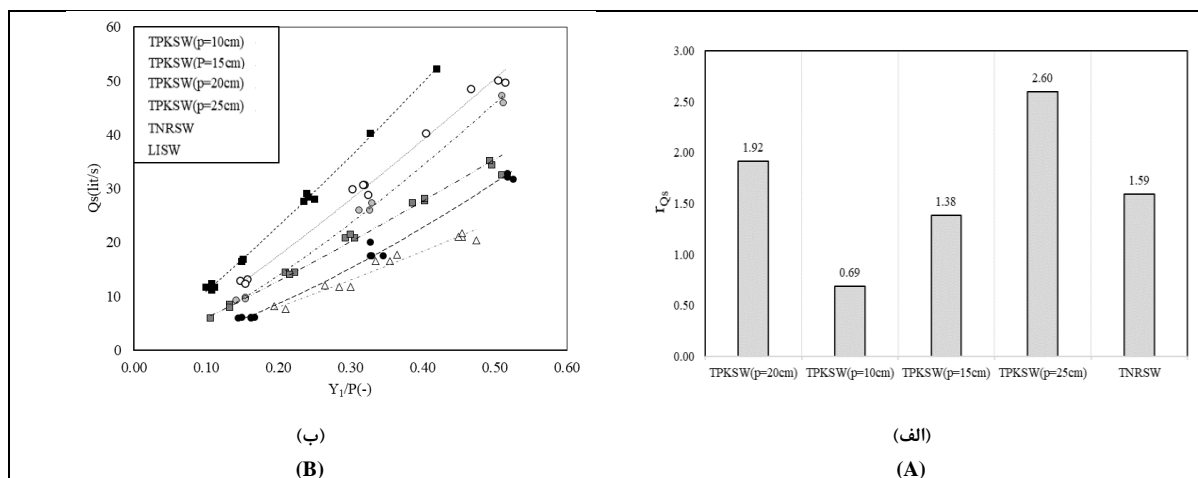 60
50
40
30
20
10
0
Qs(lit/s)
TPKSW(p=10cm)
TPKSW(P=15cm)
TPKSW(p=20cm)
TPKSW(p=25cm)
TNRSW
LISW
0.00 0.10 0.20 0.30 0.40 0.50 0.60
Y1/P(-)
(ب)
(B)
3.00
2.50
2.00
1.50
1.00
0.50
0.00
rQs
1.92
0.69
1.38
2.60
1.59
TPKSW(p=20cm) TPKSW(p=10cm) TPKSW(p=15cm) TPKSW(p=25cm) TNRSW
(الف)
(A)